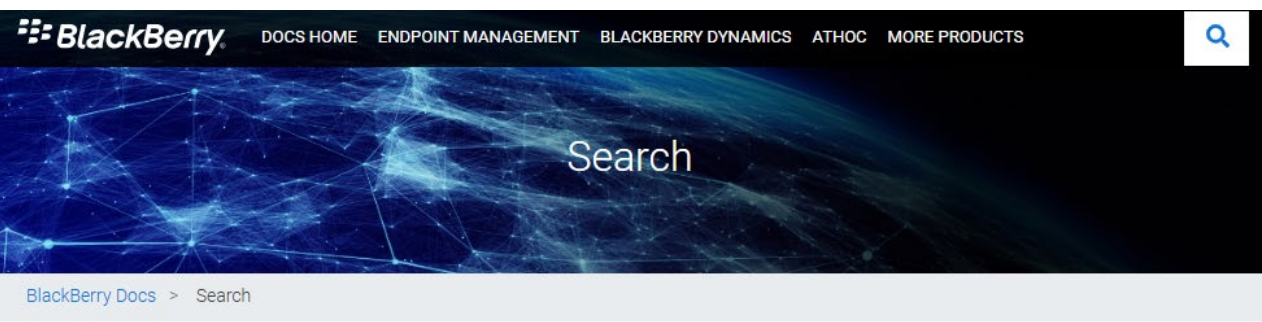 BlackBerry. DOCS HOME ENDPOINT MANAGEMENT BLACKBERRY DYNAMICS ATHOC MORE PRODUCTS
Search
BlackBerry Docs > Search